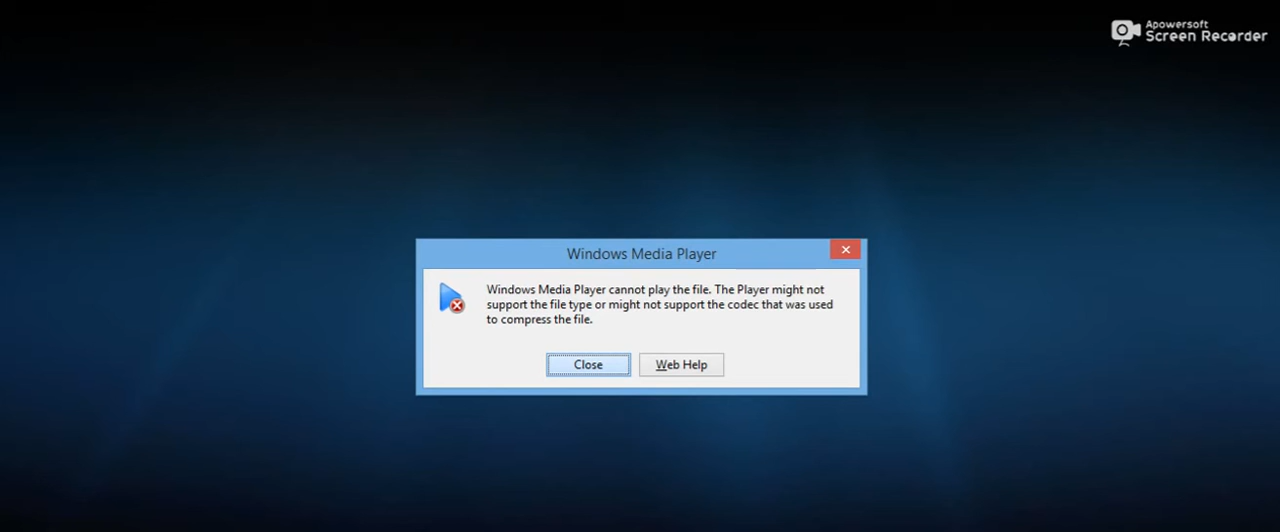 Apowersoft
Screen Recorder
Windows Media Player
Windows Media Player cannot play the file. The Player might not
support the file type or might not support the codec that was used
to compress the file.
Close
Web Help